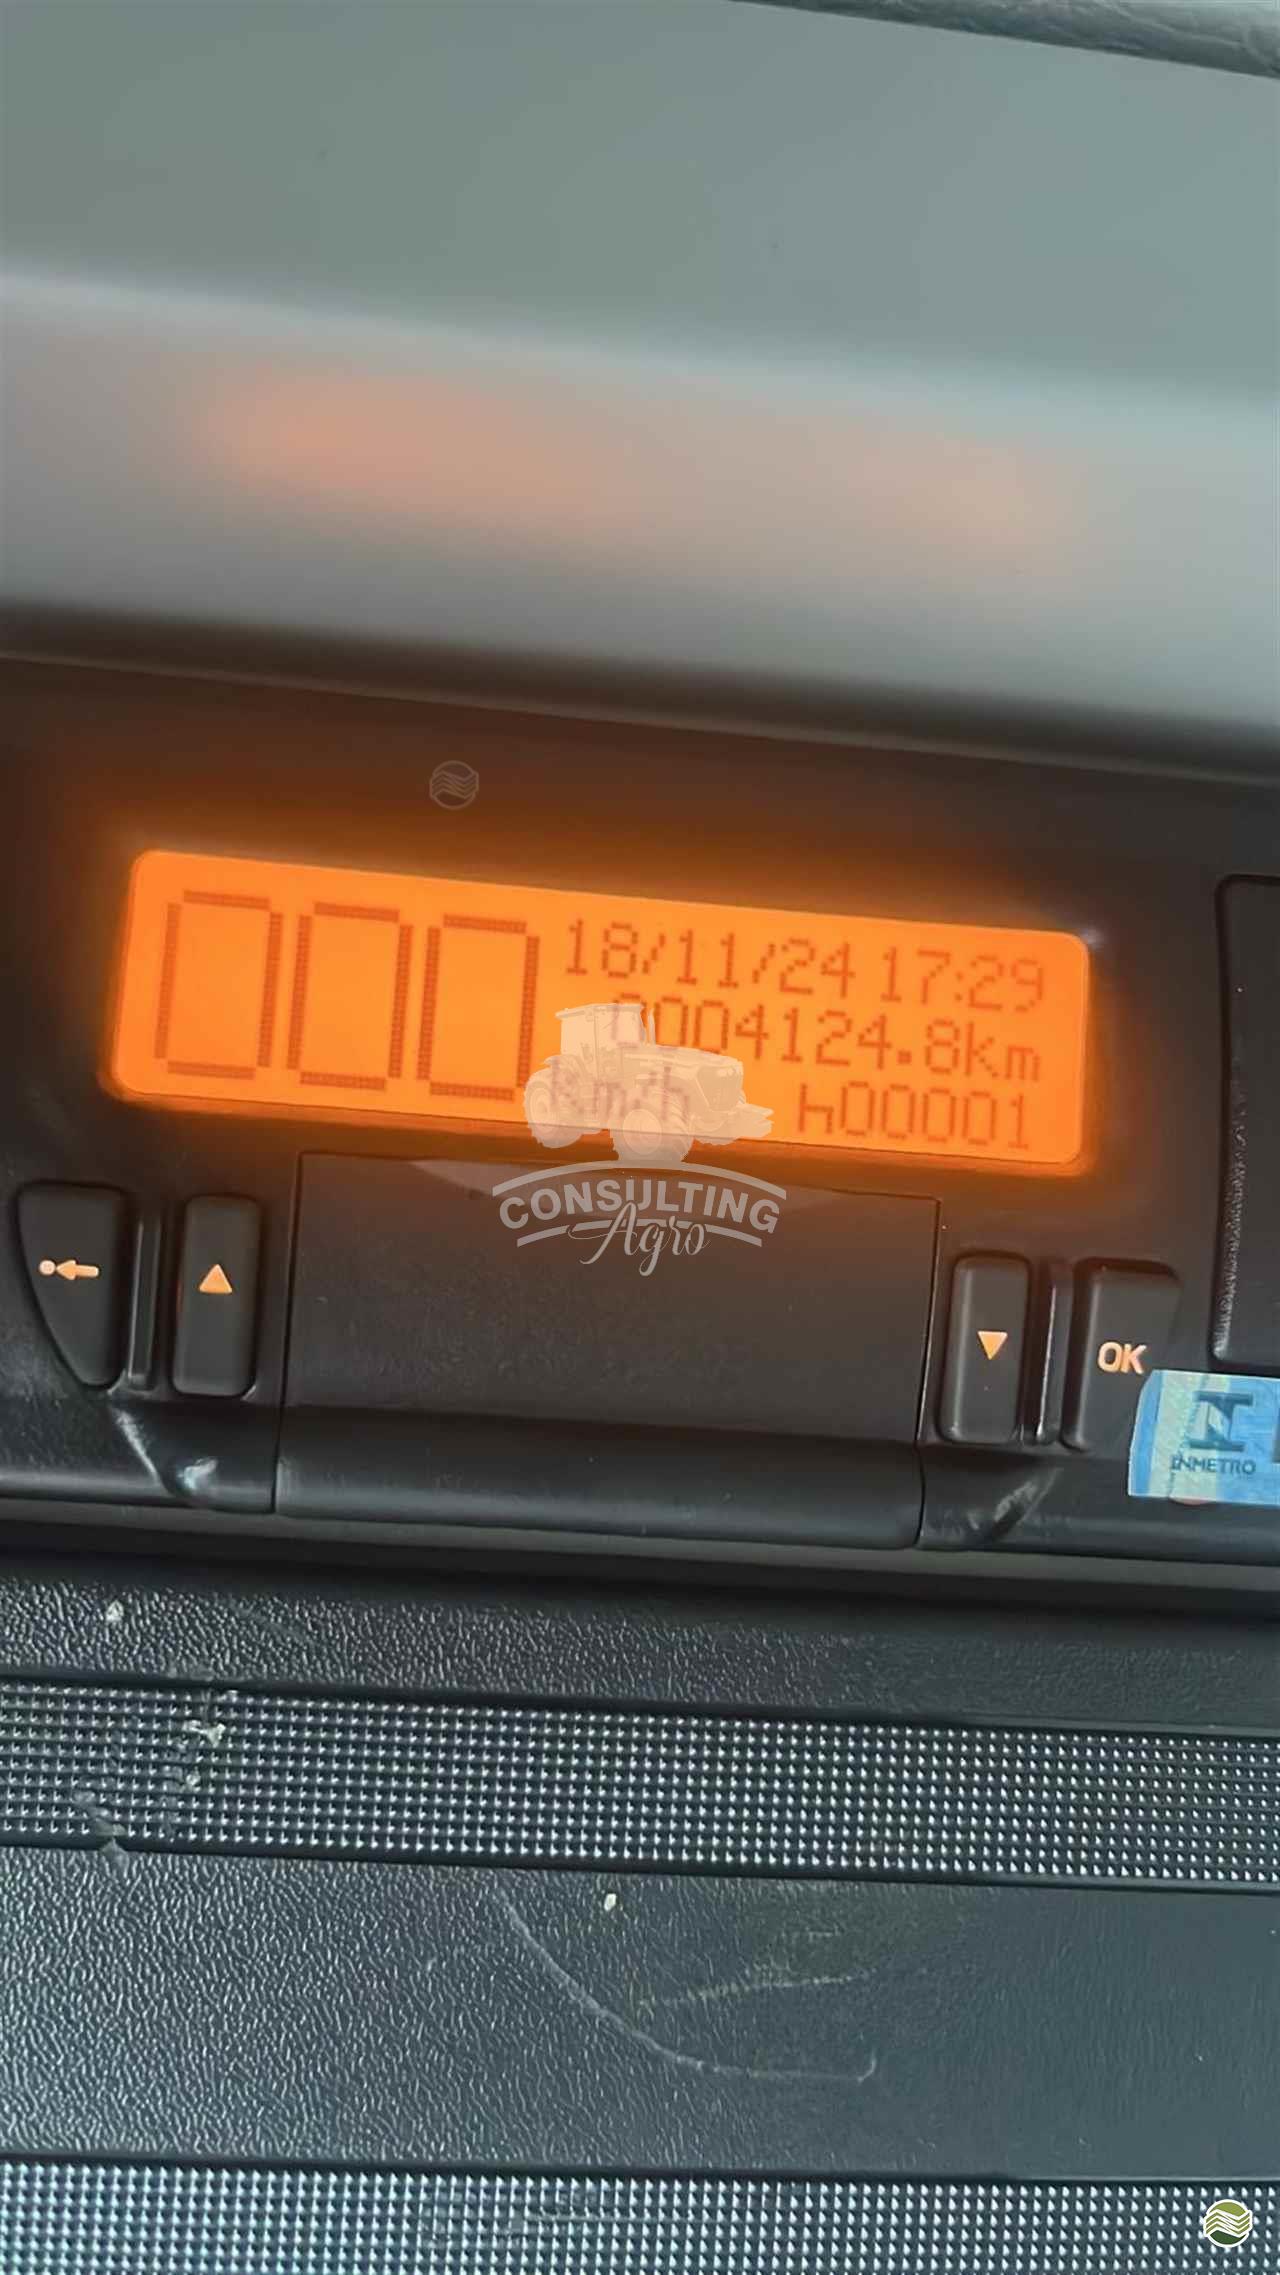 000
18/11/24 17:29
0004124.8Km
km/h
h00001
CONSULTING
Agro
OK
INMETRO